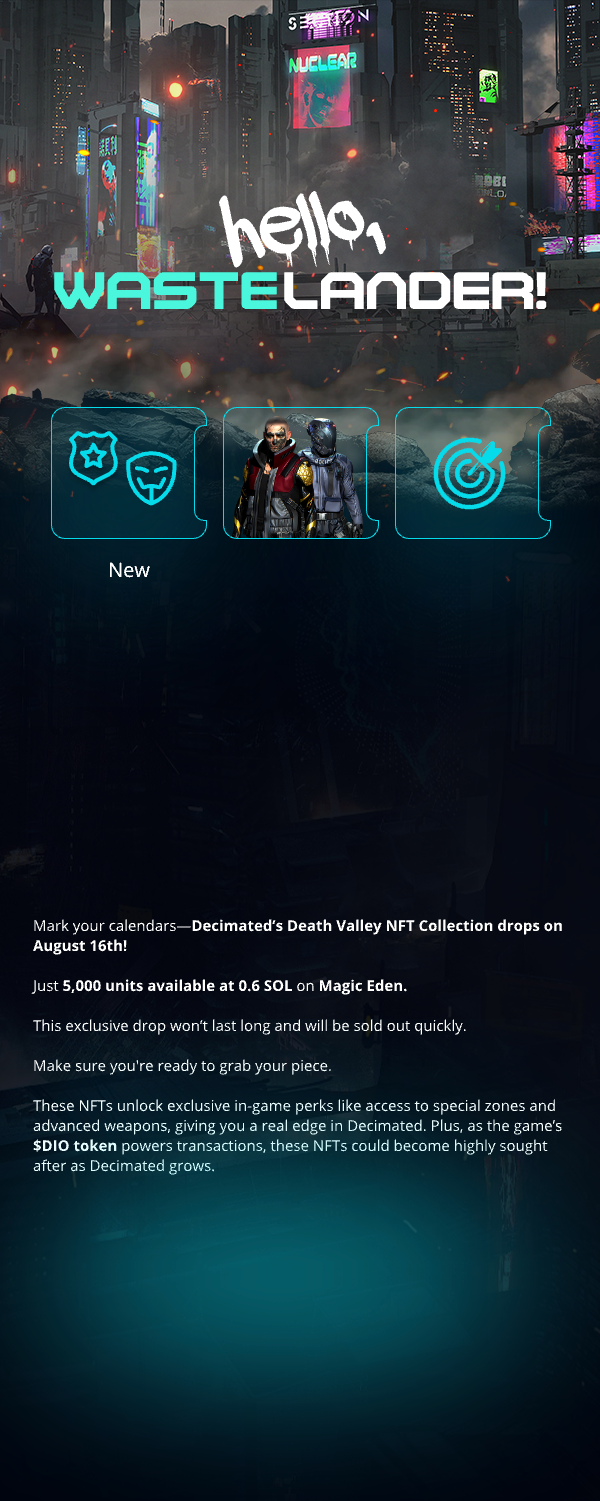 SECTION
NUCLEAR
hello,
WASTELANDER!
New
Mark your calendars—Decimated’s Death Valley NFT Collection drops on
August 16th!
Just 5,000 units available at 0.6 SOL on Magic Eden.
This exclusive drop won’t last long and will be sold out quickly.
Make sure you're ready to grab your piece.
These NFTs unlock exclusive in-game perks like access to special zones and
advanced weapons, giving you a real edge in Decimated. Plus, as the game’s
$DIO token powers transactions, these NFTs could become highly sought
after as Decimated grows.